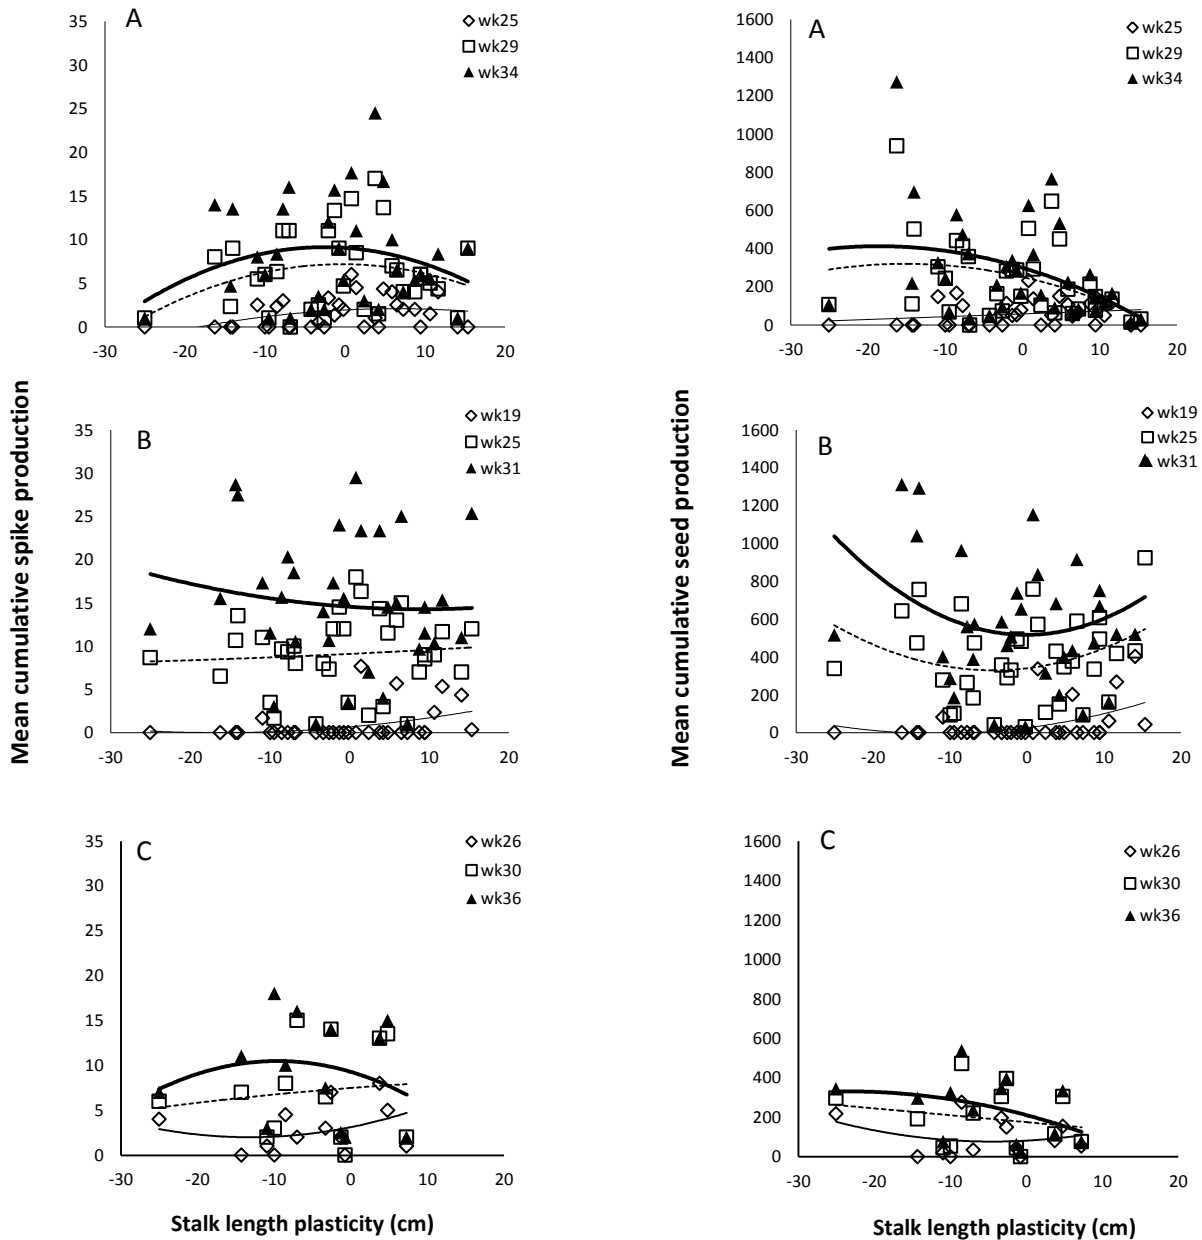 A
wk25
wk29
wk34
35
30
25
20
15
10
5
0
-30 -20 -10 0 10 20
A
wk25
wk29
wk34
1600
1400
1200
1000
800
600
400
200
0
-30 -20 -10 0 10 20
Mean cumulative spike production
B
wk19
wk25
wk31
35
30
25
20
15
10
5
0
-30 -20 -10 0 10 20
Mean cumulative seed production
B
wk19
wk25
wk31
1600
1400
1200
1000
800
600
400
200
0
-30 -20 -10 0 10 20
C
wk26
wk30
wk36
35
30
25
20
15
10
5
0
-30 -20 -10 0 10 20
Stalk length plasticity (cm)
C
wk26
wk30
wk36
1600
1400
1200
1000
800
600
400
200
0
-30 -20 -10 0 10 20
Stalk length plasticity (cm)